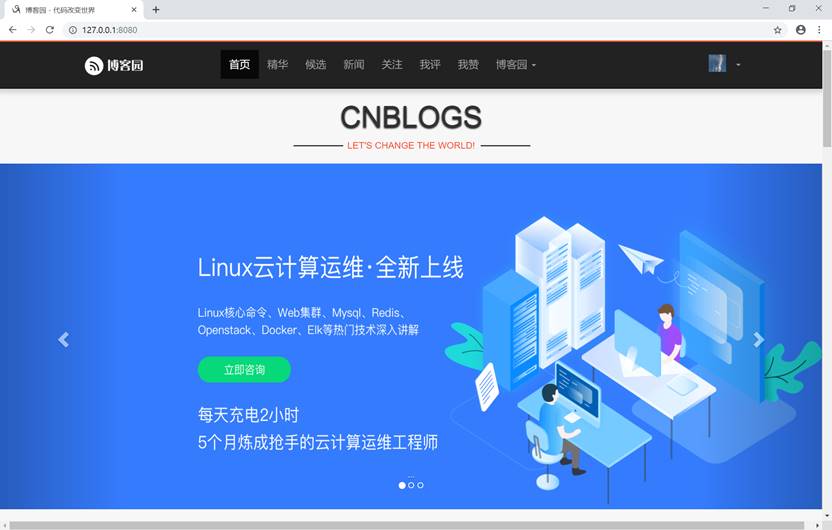 博客园 - 代码改变世界
127.0.0.1:8080
博客园
首页 精华 候选 新闻 关注 我评 我赞 博客园
CNBLOGS
LET'S CHANGE THE WORLD!
Linux云计算运维·全新上线
Linux核心命令、Web集群、Mysql、Redis、
Openstack、Docker、Elk等热门技术深入讲解
立即咨询
每天充电2小时
5个月炼成抢手的云计算运维工程师
...